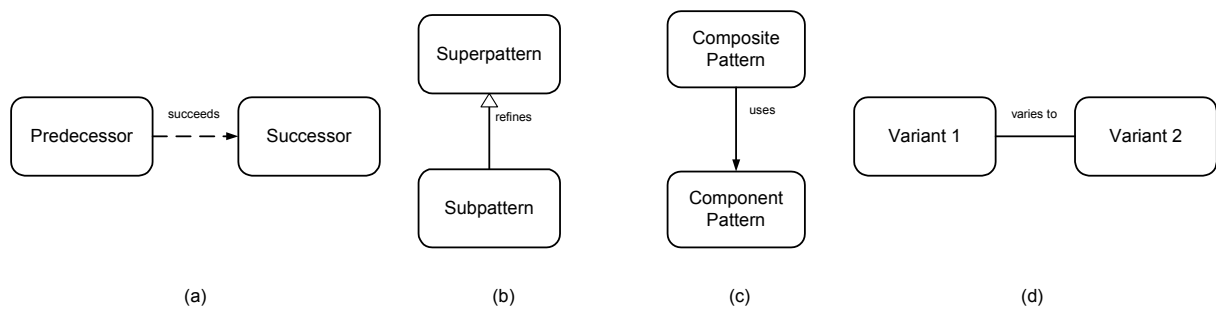 Predecessor
succeeds
Successor
(a)
Superpattern
refines
Subpattern
(b)
Composite
Pattern
uses
Component
Pattern
(c)
Variant 1
varies to
Variant 2
(d)